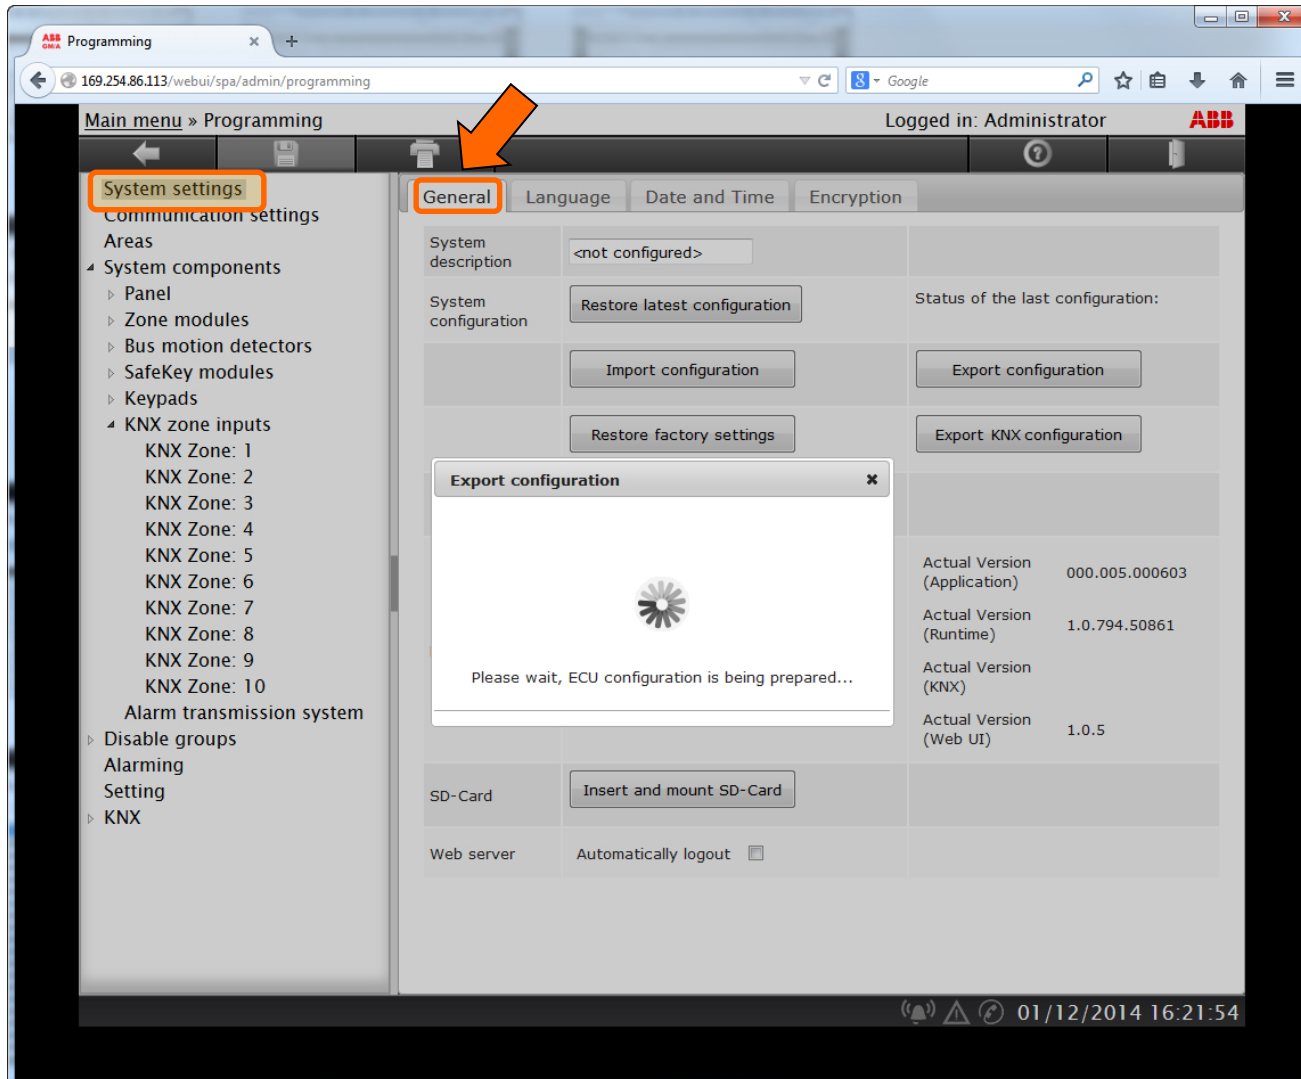 ABB Programming
169.254.86.113/webui/spa/admin/programming
Google
Main menu » Programming
Logged in: Administrator
ABB
System settings
Communication settings
Areas
System components
Panel
Zone modules
Bus motion detectors
SafeKey modules
Keypads
KNX zone inputs
KNX Zone: 1
KNX Zone: 2
KNX Zone: 3
KNX Zone: 4
KNX Zone: 5
KNX Zone: 6
KNX Zone: 7
KNX Zone: 8
KNX Zone: 9
KNX Zone: 10
Alarm transmission system
Disable groups
Alarming
Setting
KNX
General Language Date and Time Encryption
System
description
<not configured>
System
configuration
Restore latest configuration
Status of the last configuration:
Import configuration
Export configuration
Restore factory settings
Export KNX configuration
Export configuration
Please wait, ECU configuration is being prepared...
Actual Version
(Application)
000.005.000603
Actual Version
(Runtime)
1.0.794.50861
Actual Version
(KNX)
Actual Version
(Web UI)
1.0.5
SD-Card
Insert and mount SD-Card
Web server
Automatically logout
01/12/2014 16:21:54